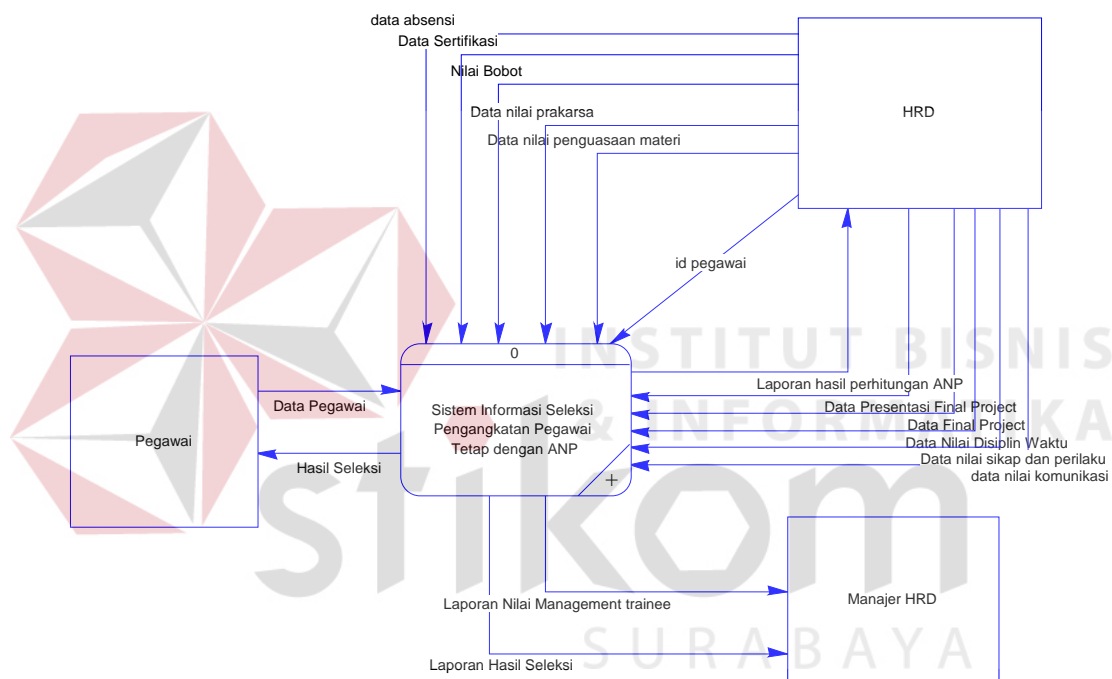 data absensi
Data Sertifikasi
Nilai Bobot
Data nilai prakarsa
Data nilai penguasaan materi
HRD
id pegawai
0
Sistem Informasi Seleksi
Pengangkatan Pegawai
Tetap dengan ANP
+
Pegawai
Data Pegawai
Hasil Seleksi
Laporan hasil perhitungan ANP
Data Presentasi Final Project
Data Final Project
Data Nilai Disiplin Waktu
Data nilai sikap dan perilaku
data nilai komunikasi
Laporan Nilai Management trainee
Laporan Hasil Seleksi
Manajer HRD
INSTITUT BISNIS
& INFORMATIKA
stikom
SURABAYA